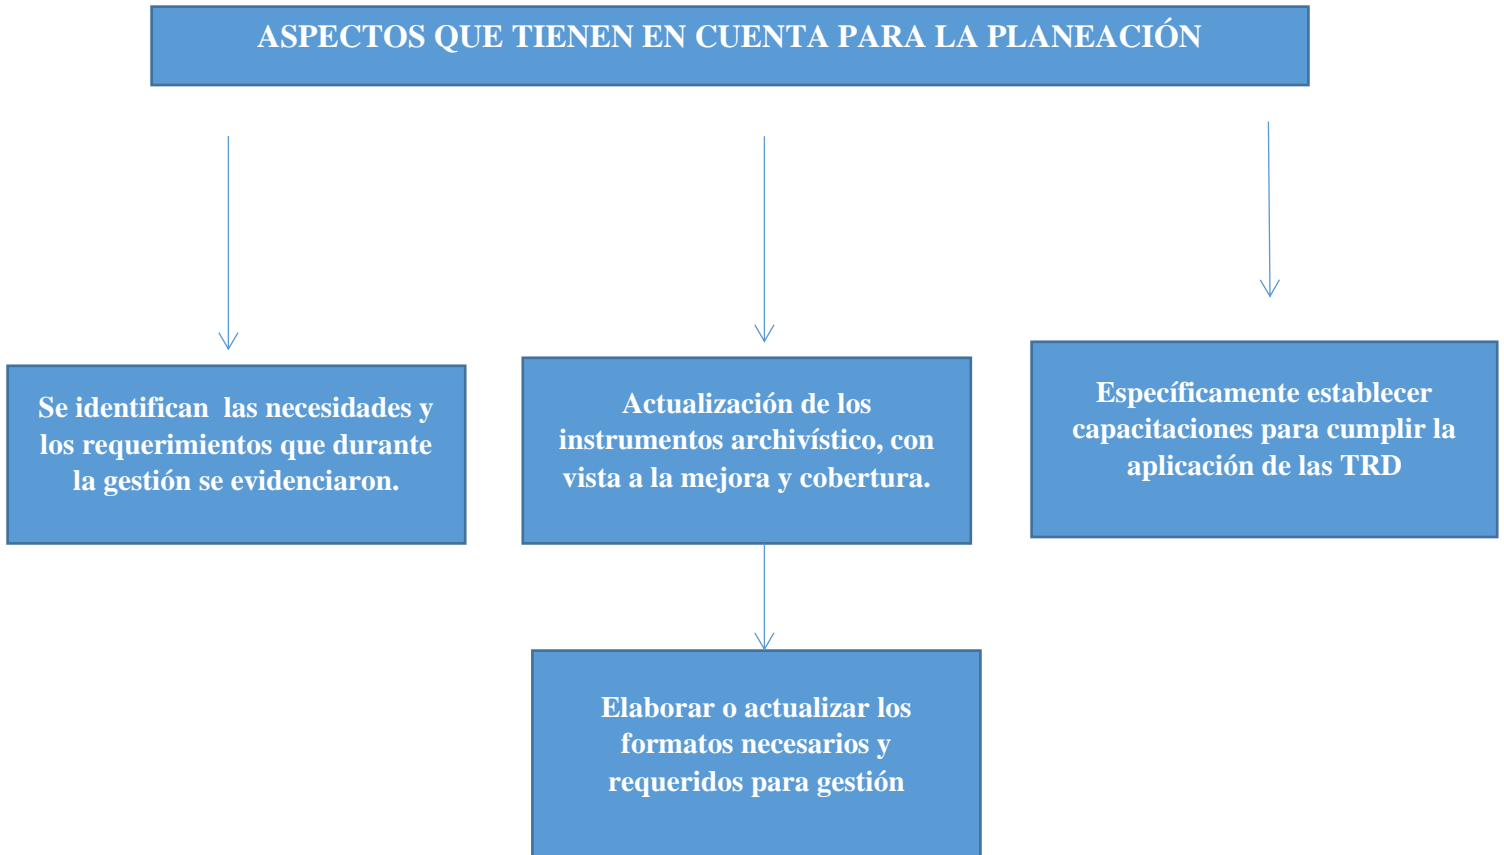 ASPECTOS QUE TIENEN EN CUENTA PARA LA PLANEACIÓN
Se identifican  las necesidades y
los requerimientos que durante
la gestión se evidenciaron.
Actualización de los
instrumentos archivístico, con
vista a la mejora y cobertura.
Específicamente establecer
capacitaciones para cumplir la
aplicación de las TRD
Elaborar o actualizar los
formatos necesarios y
requeridos para gestión